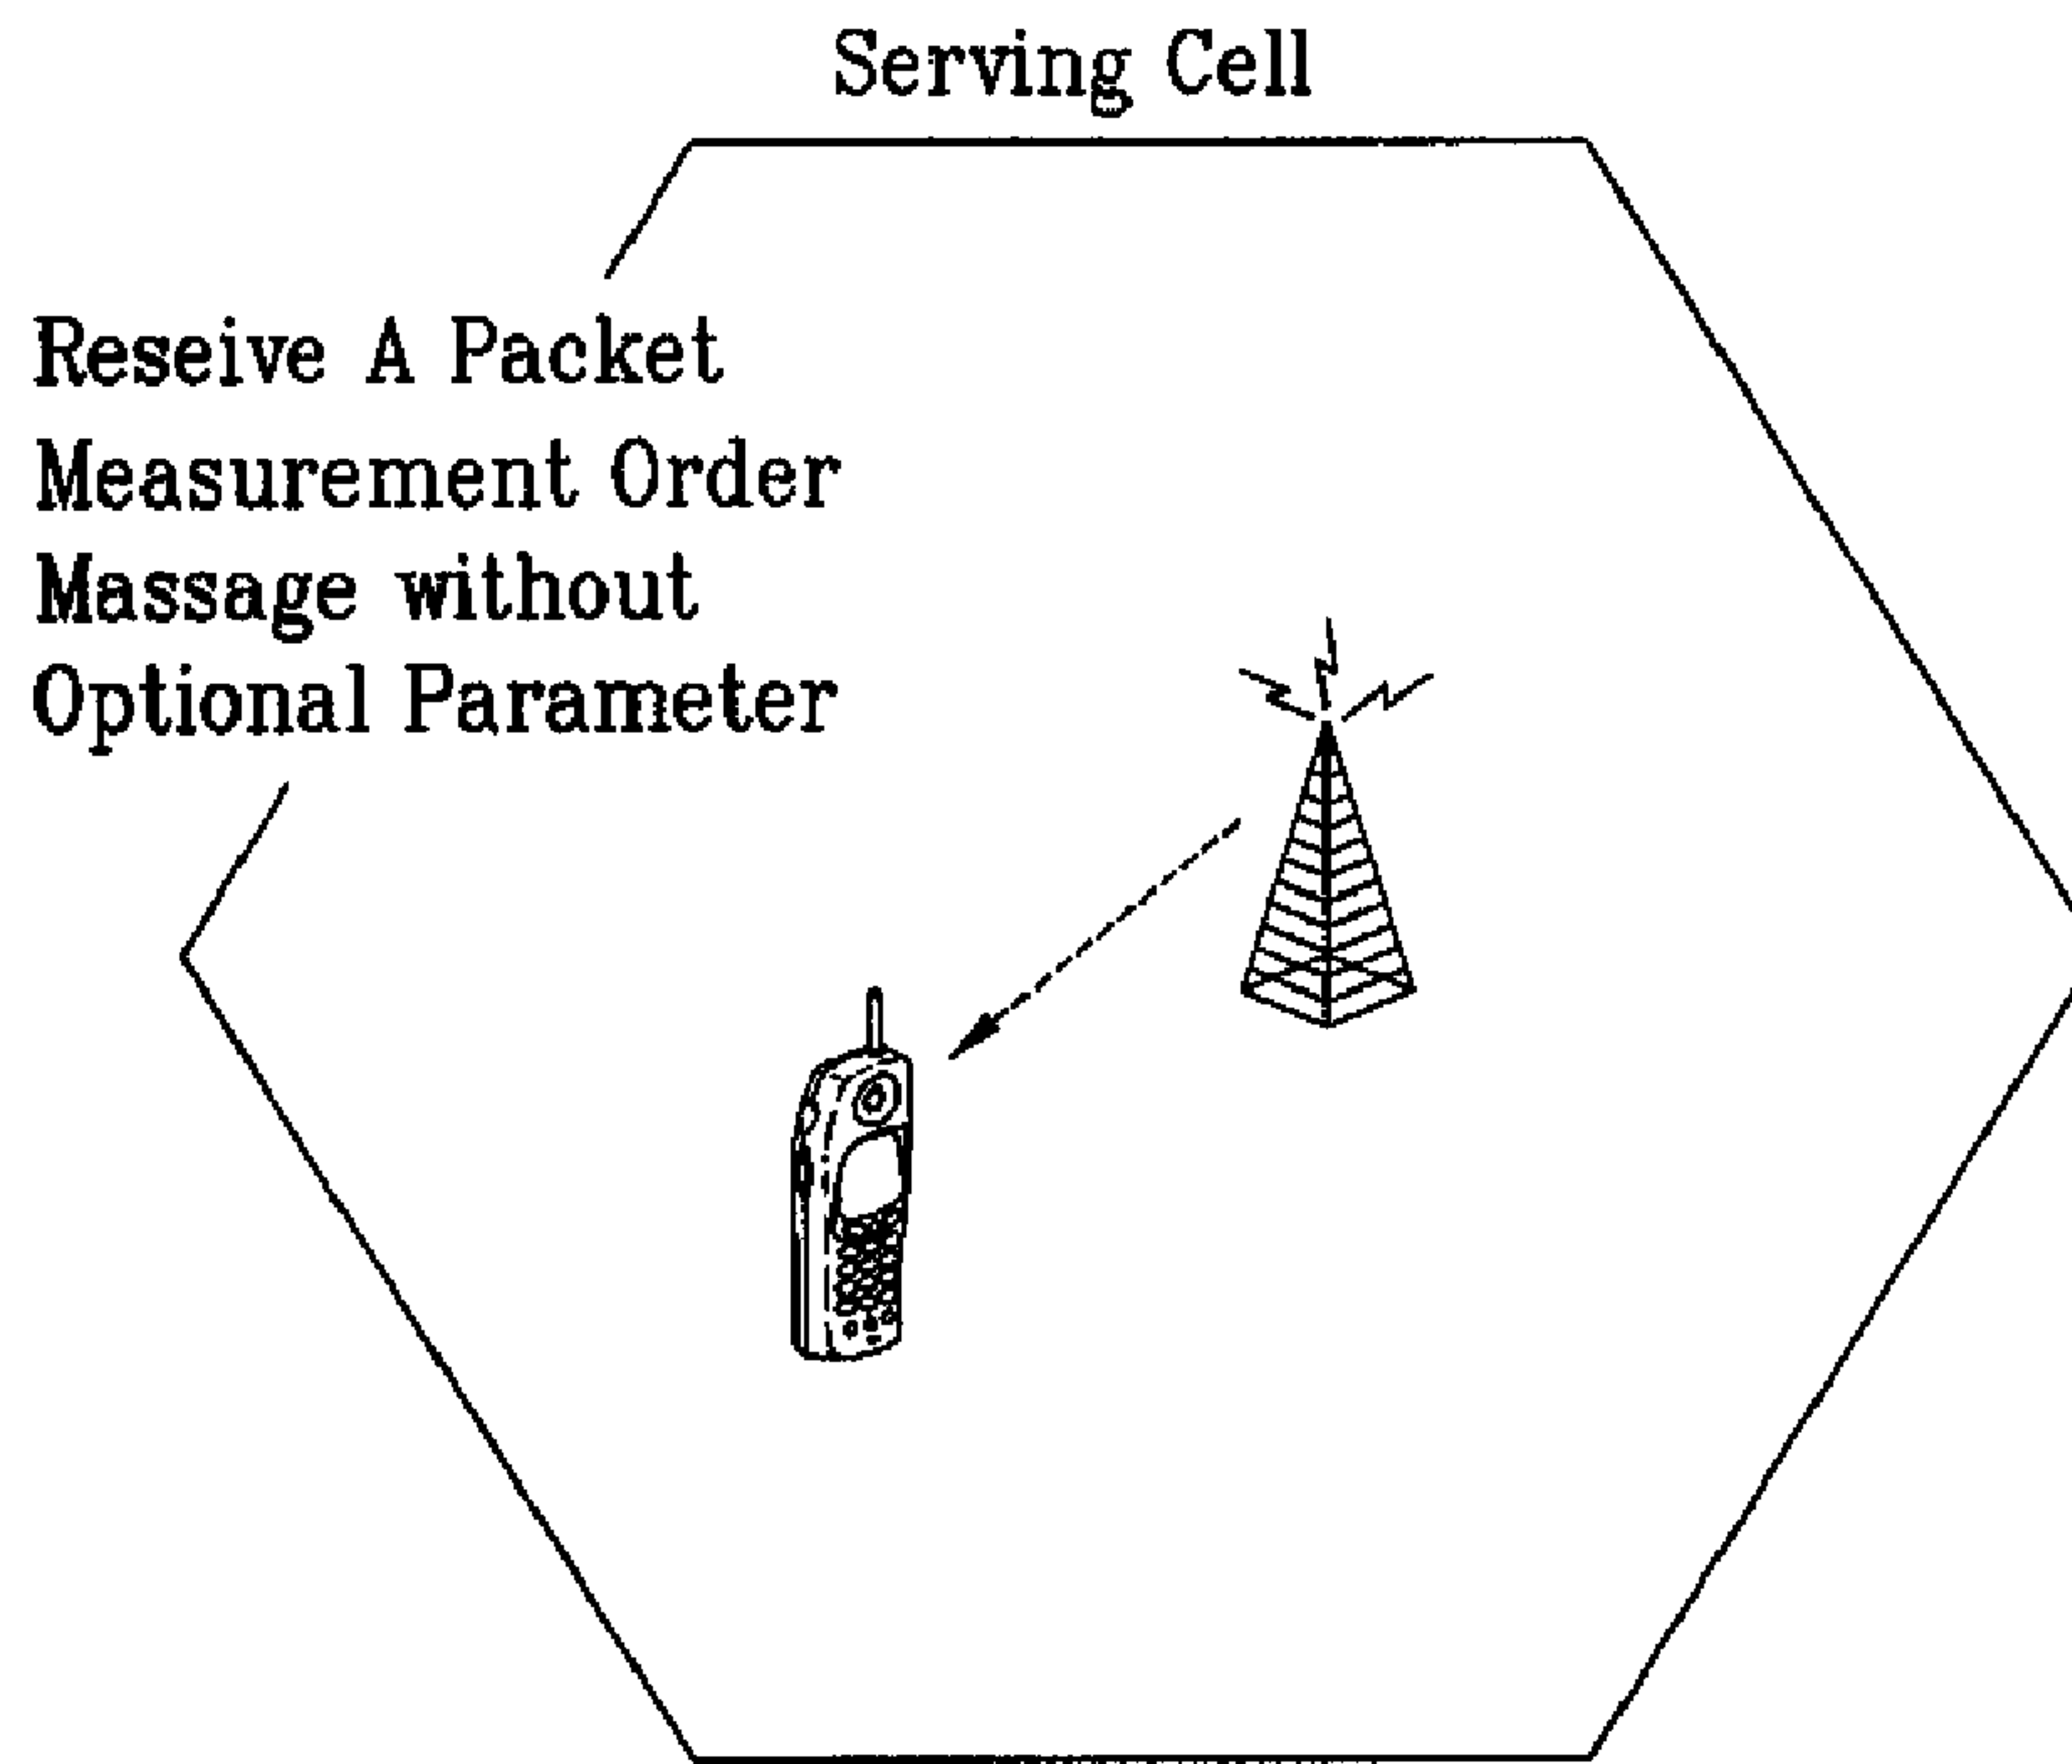 Serving Cell
Reseive A Packet
Measurement Order
Massage without
Optional Parameter